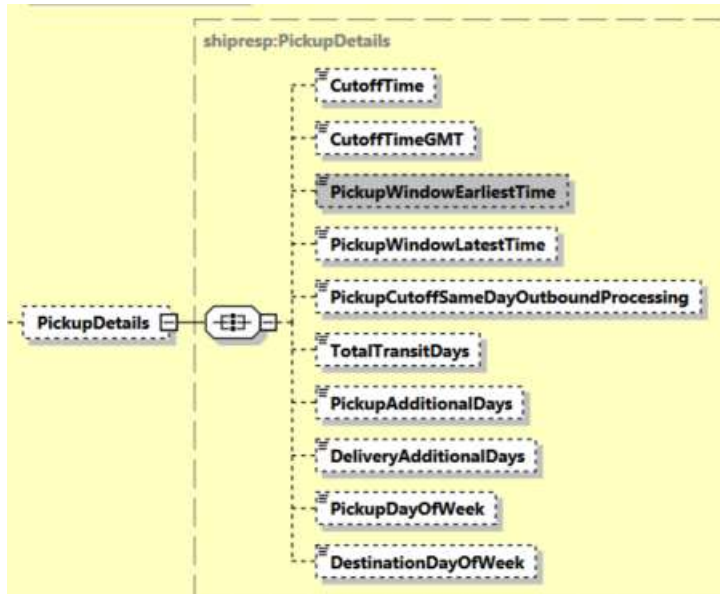 shipresp:PickupDetails
CutoffTime
CutoffTimeGMT
PickupWindowEarliestTime
PickupWindowLatestTime
PickupCutoffSameDayOutboundProcessing
PickupDetails
TotalTransitDays
PickupAdditionalDays
DeliveryAdditionalDays
PickupDayOfWeek
DestinationDayOfWeek